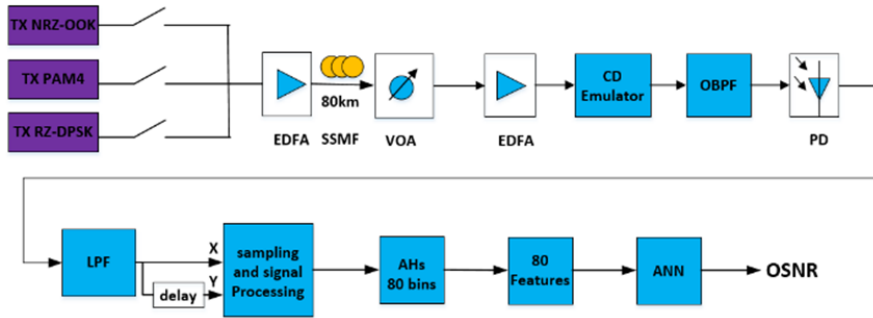 TX NRZ-OOK
TX PAM4
TX RZ-DPSK
EDFA
80km
SSMF
VOA
EDFA
CD
Emulator
OBPF
PD
LPF
X
Y
delay
sampling
and signal
Processing
AHs
80 bins
80
Features
ANN
OSNR